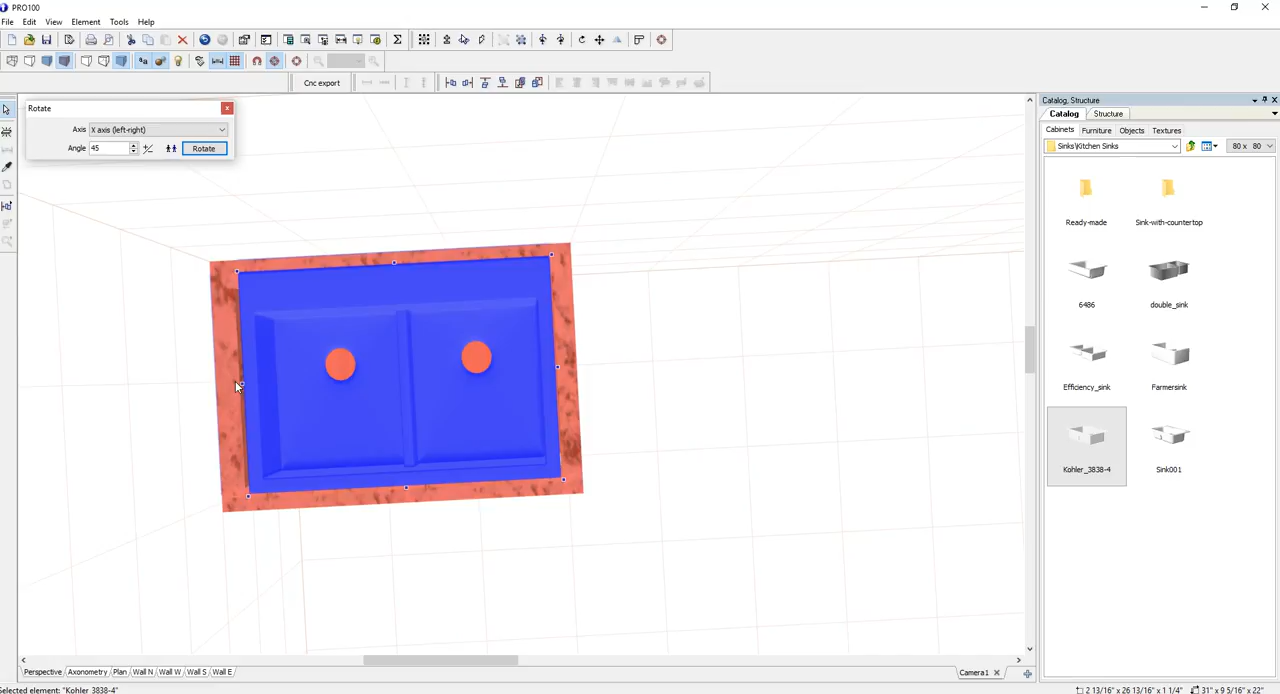 PRO100
File Edit View Element Tools Help
Cnc export
Rotate
Axis X axis (left-right)
Angle 45 Rotate
Catalog, Structure
Catalog Structure
Cabinets Furniture Objects Textures
Sinks\Kitchen Sinks 80 x 80
Ready-made Sink-with-countertop
6486 double_sink
Efficiency_sink Farmersink
Kohler_3838-4 Sink001
Perspective Axonometry Plan Wall N Wall W Wall S Wall E Camera1
Selected element: "Kohler 3838-4" 2 13/16" x 26 13/16" x 1 1/4" 31" x 9 5/16" x 22"